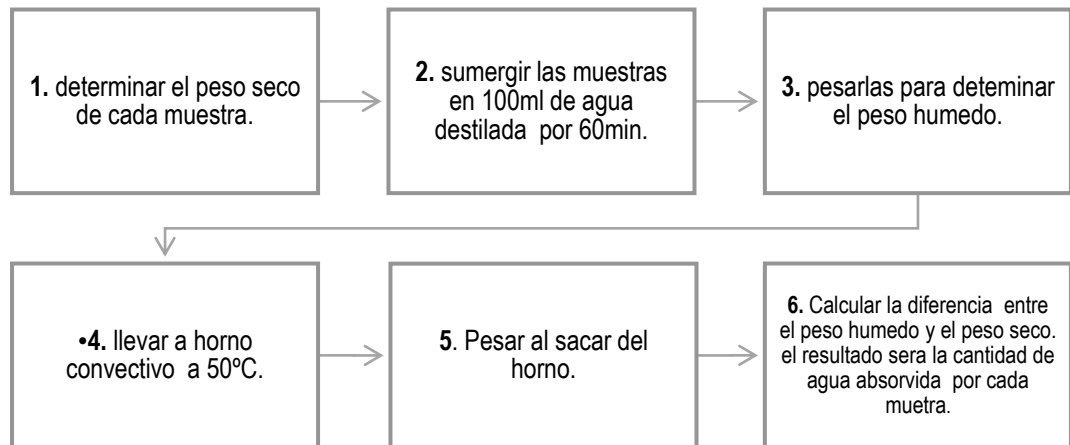 1. determinar el peso seco
de cada muestra.
2. sumergir las muestras
en 100ml de agua
destilada por 60min.
3. pesarlas para deteminar
el peso humedo.
•4. llevar a horno
convectivo a 50ºC.
5. Pesar al sacar del
horno.
6. Calcular la diferencia entre
el peso humedo y el peso seco.
el resultado sera la cantidad de
agua absorvida por cada
muetra.